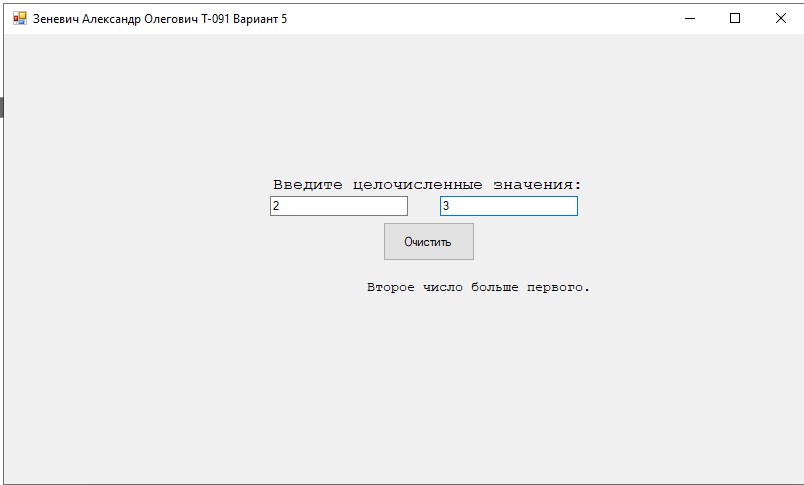 Зеневич Александр Олегович Т-091 Вариант 5
Введите целочисленные значения:
2 3
Очистить
Второе число больше первого.